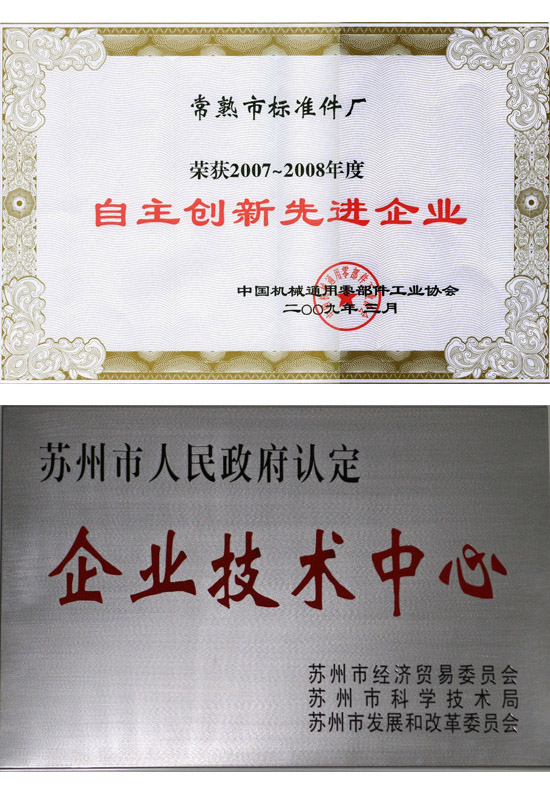 常熟市标准件厂
荣获2007~2008年度
自主创新先进企业
中国机械通用零部件工业协会
二〇〇九年三月
苏州市人民政府认定
企业技术中心
苏州市经济贸易委员会
苏州市科学技术局
苏州市发展和改革委员会